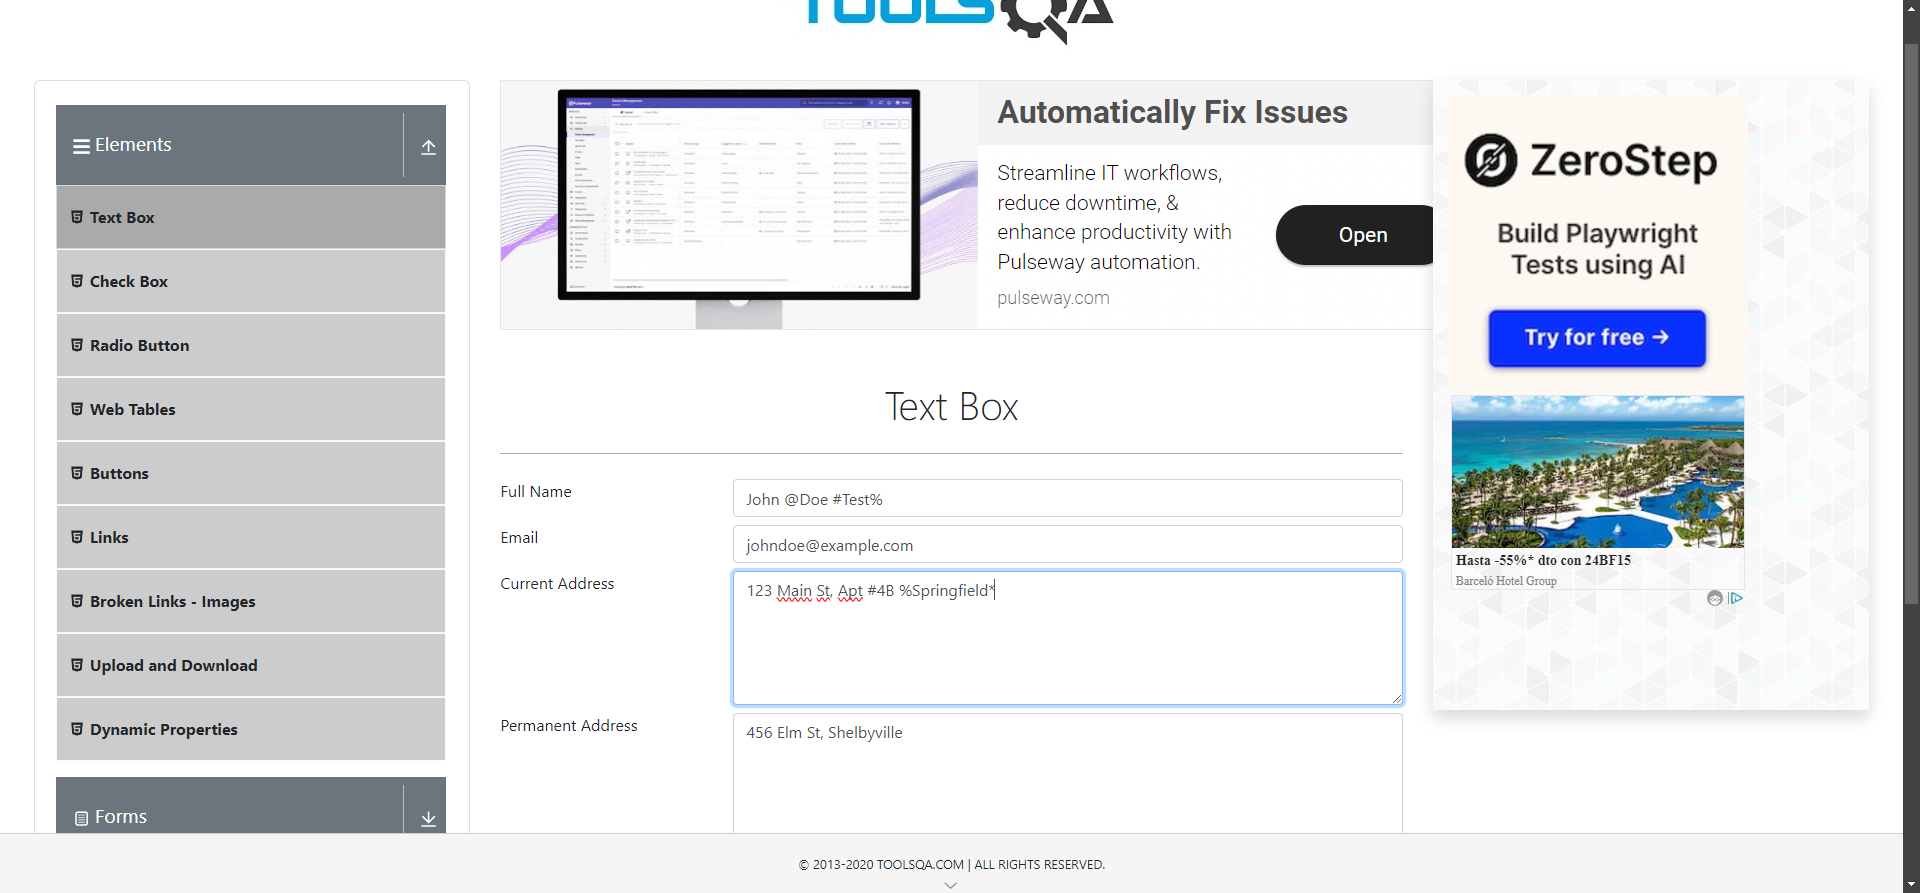 TOOLSQA
Elements
Text Box
Check Box
Radio Button
Web Tables
Buttons
Links
Broken Links - Images
Upload and Download
Dynamic Properties
Forms
Pulseway
Automatically Fix Issues
Streamline IT workflows,
reduce downtime, &
enhance productivity with
Pulseway automation.
pulseway.com
Open
Text Box
Full Name
John @Doe #Test%
Email
johndoe@example.com
Current Address
123 Main St, Apt #4B %Springfield*
Permanent Address
456 Elm St, Shelbyville
ZeroStep
Build Playwright
Tests using AI
Try for free →
Hasta -55%* dto con 24BF15
Barceló Hotel Group
© 2013-2020 TOOLSQA.COM | ALL RIGHTS RESERVED.